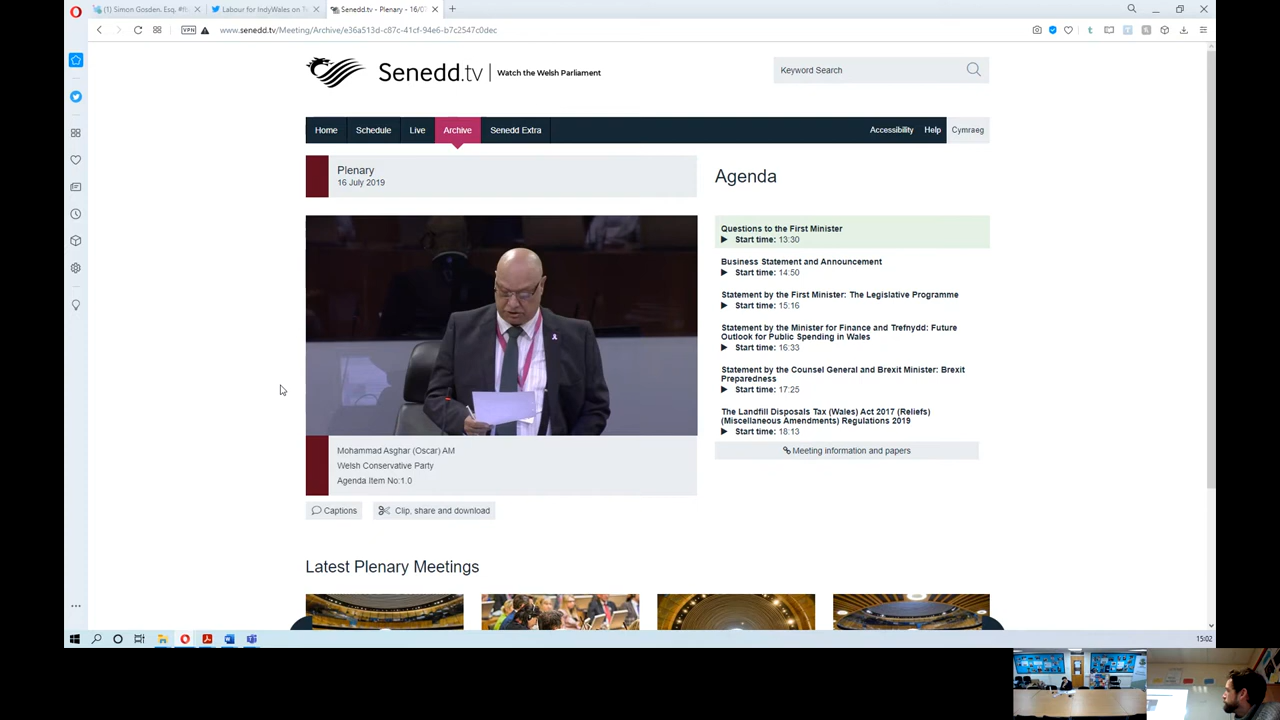 (1) Simon Gosden. Esq. #f
Labour for IndyWales on T
Senedd.tv - Plenary - 16/0
VPN
www.senedd.tv/Meeting/Archive/e36a513d-c87c-41cf-94e6-b7c2547c0dec
Senedd.tv
Watch the Welsh Parliament
Keyword Search
Home
Schedule
Live
Archive
Senedd Extra
Accessibility
Help
Cymraeg
Plenary
16 July 2019
Mohammad Asghar (Oscar) AM
Welsh Conservative Party
Agenda Item No:1.0
Captions
Clip, share and download
Agenda
Questions to the First Minister
Start time: 13:30
Business Statement and Announcement
Start time: 14:50
Statement by the First Minister: The Legislative Programme
Start time: 15:16
Statement by the Minister for Finance and Trefnydd: Future
Outlook for Public Spending in Wales
Start time: 16:33
Statement by the Counsel General and Brexit Minister: Brexit
Preparedness
Start time: 17:25
The Landfill Disposals Tax (Wales) Act 2017 (Reliefs)
(Miscellaneous Amendments) Regulations 2019
Start time: 18:13
Meeting information and papers
Latest Plenary Meetings
15:02